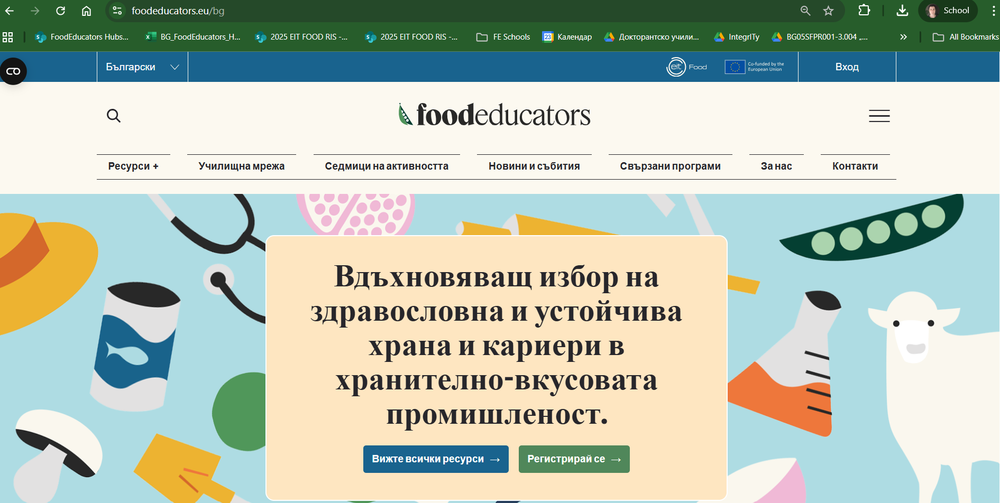 foodeducators.eu/bg
School
FoodEducators Hubs...
BG_FoodEducators_H...
2025 EIT FOOD RIS -...
2025 EIT FOOD RIS -...
FE Schools
23
Календар
Докторантско учили...
IntegrITy
BG05SFPR001-3.004 „...
All Bookmarks
Български
eit Food
Co-funded by the
European Union
Вход
foodeducators
Ресурси +
Училищна мрежа
Седмици на активността
Новини и събития
Свързани програми
За нас
Контакти
Вдъхновяващ избор на
здравословна и устойчива
храна и кариери в
хранително-вкусовата
промишленост.
Вижте всички ресурси →
Регистрирай се →